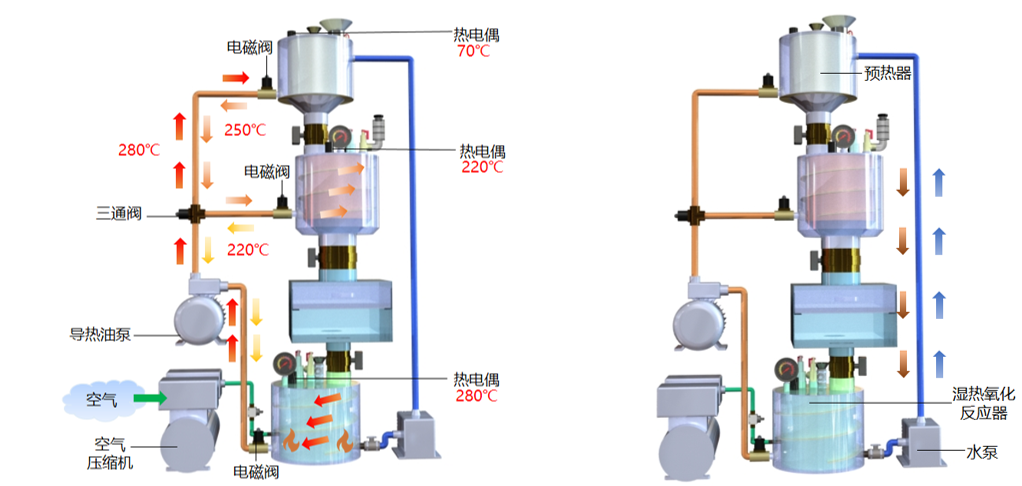 热电偶
70℃
电磁阀
250℃
280℃
热电偶
220℃
电磁阀
三通阀
220℃
导热油泵
热电偶
280℃
空气
空气
压缩机
电磁阀
预热器
湿热氧化
反应器
水泵